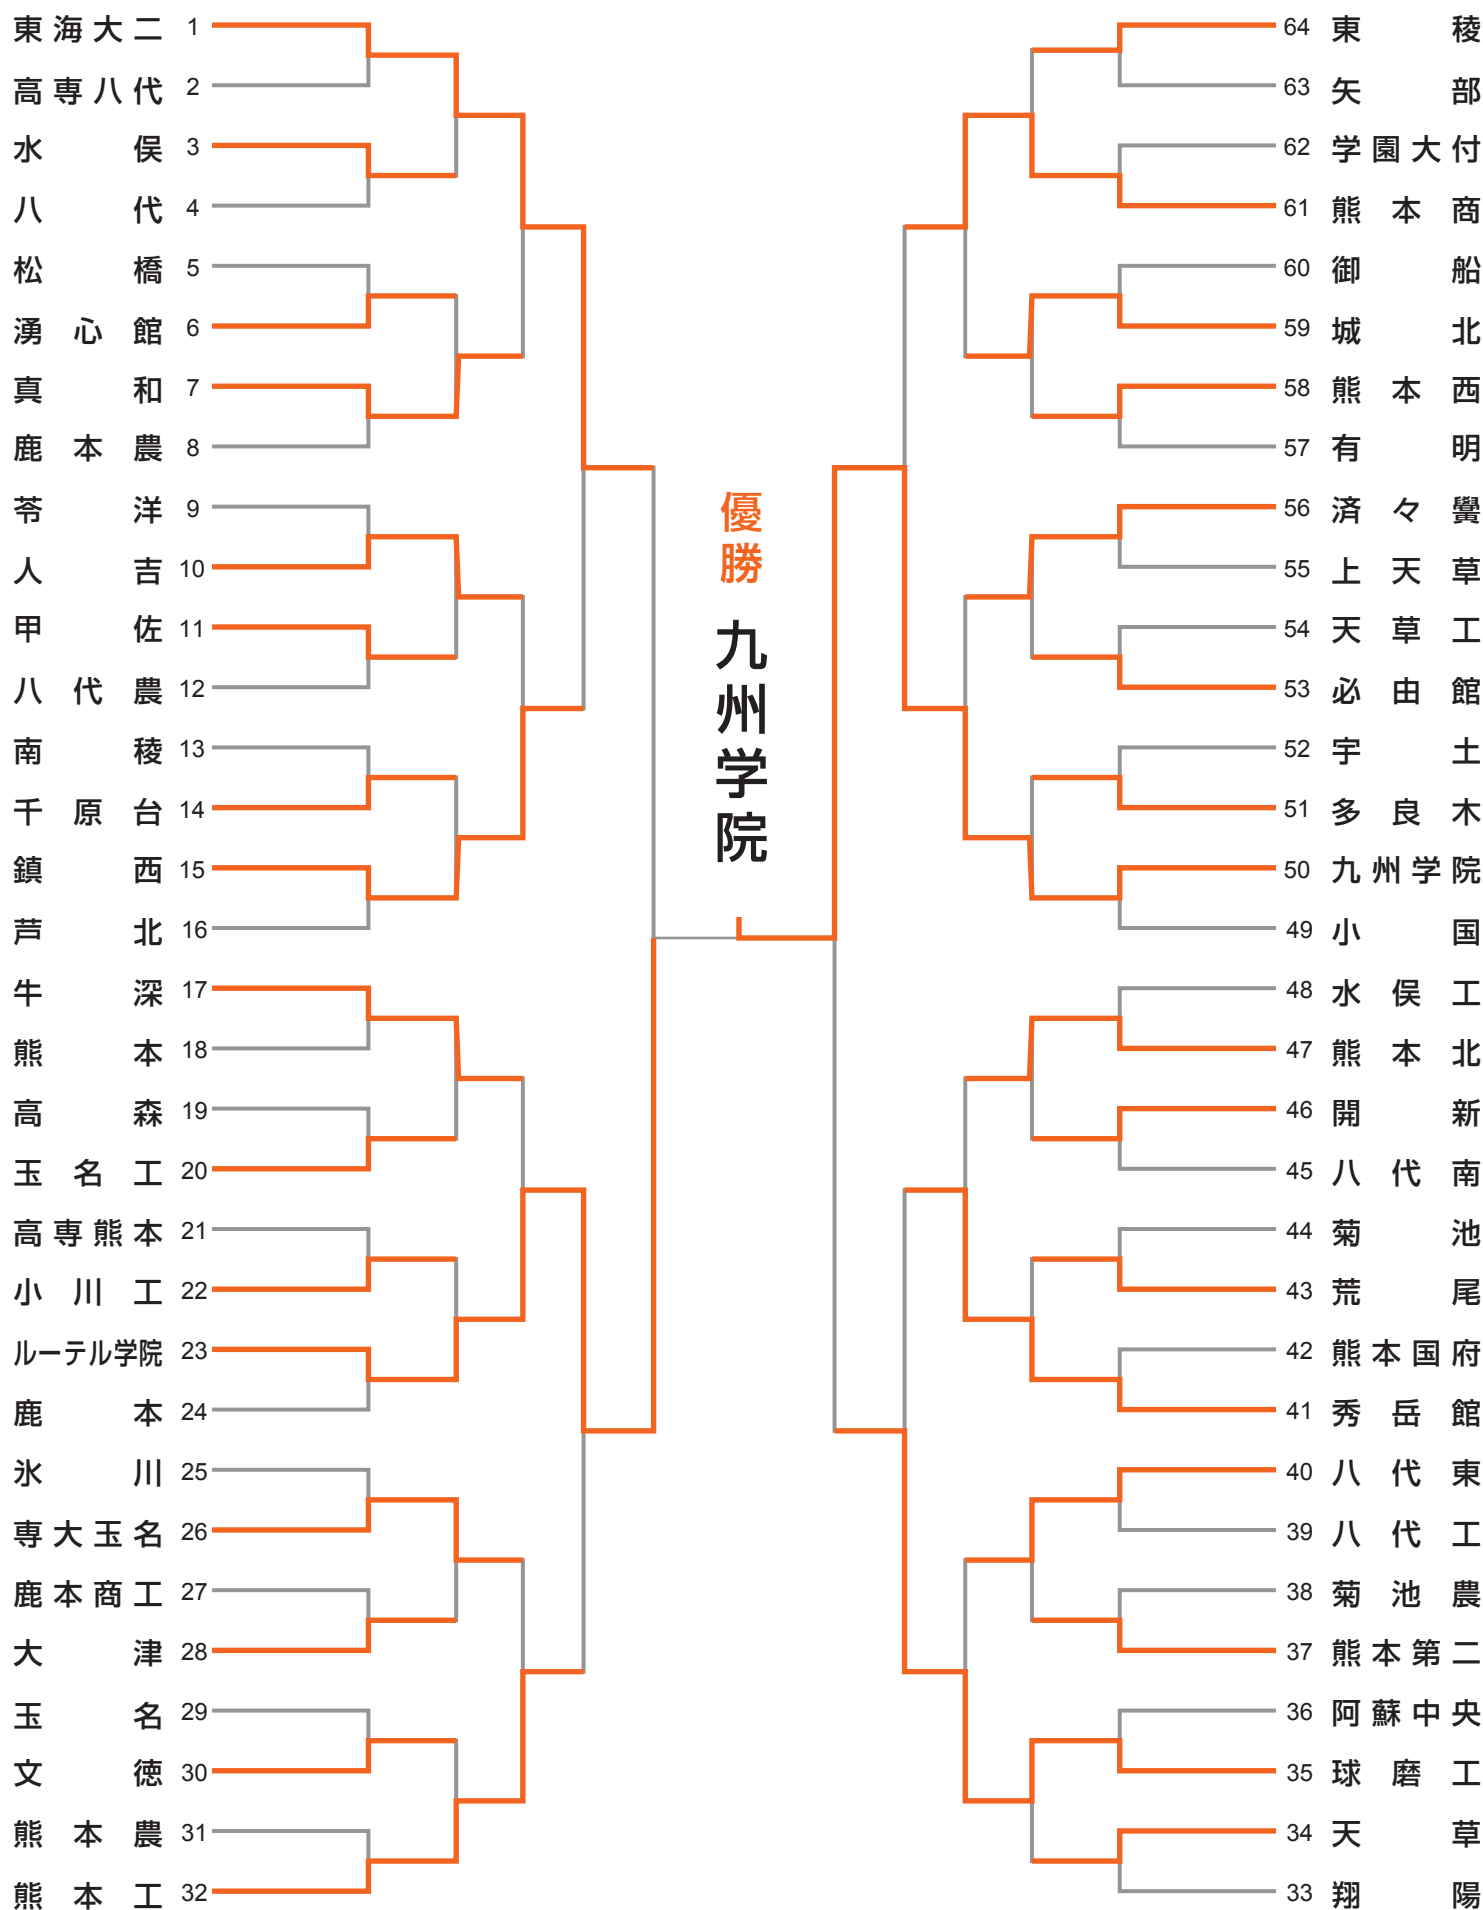 東海大二 1
高専八代 2
水俣 3
八代 4
松橋 5
湧心館 6
真和 7
鹿本農 8
苓洋 9
人吉 10
甲佐 11
八代農 12
南稜 13
千原台 14
鎮西 15
芦北 16
牛深 17
熊本 18
高森 19
玉名工 20
高専熊本 21
小川工 22
ルーテル学院 23
鹿本 24
氷川 25
専大玉名 26
鹿本商工 27
大津 28
玉名 29
文徳 30
熊本農 31
熊本工 32
優勝
九州学院
64 東稜
63 矢部
62 学園大付
61 熊本商
60 御船
59 城北
58 熊本西
57 有明
56 済々黌
55 上天草
54 天草工
53 必由館
52 宇土
51 多良木
50 九州学院
49 小国
48 水俣工
47 熊本北
46 開新
45 八代南
44 菊池
43 荒尾
42 熊本国府
41 秀岳館
40 八代東
39 八代工
38 菊池農
37 熊本第二
36 阿蘇中央
35 球磨工
34 天草
33 翔陽